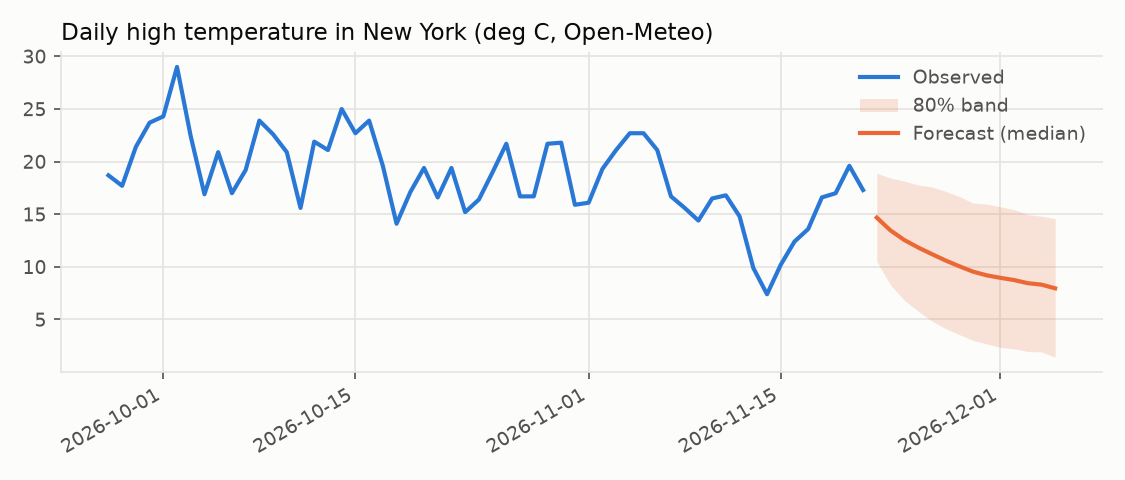 Daily high temperature in New York (deg C, Open-Meteo)
30
25
20
15
10
5
Observed
80% band
Forecast (median)
2026-10-01
2026-10-15
2026-11-01
2026-11-15
2026-12-01